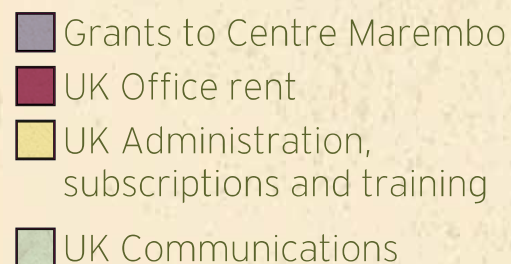 Grants to Centre Marembo
UK Office rent
UK Administration,
subscriptions and training
UK Communications